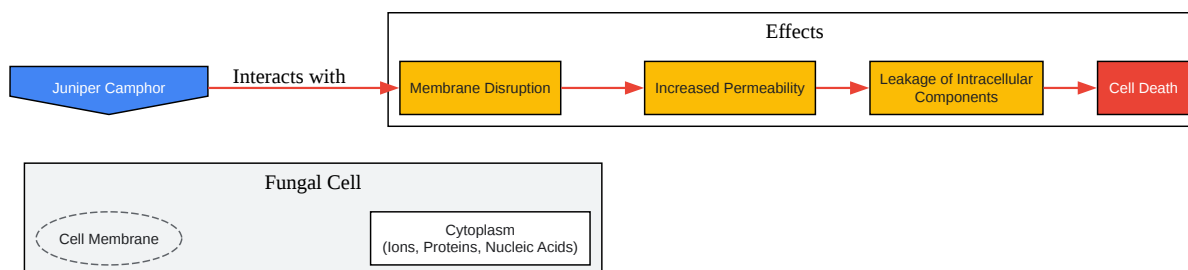 Effects
Juniper Camphor
Interacts with
Membrane Disruption
Increased Permeability
Leakage of Intracellular
Components
Cell Death
Fungal Cell
Cell Membrane
Cytoplasm
(Ions, Proteins, Nucleic Acids)